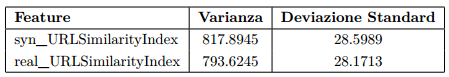 Feature Varianza Deviazione Standard
syn_URLSimilarityIndex 817.8945 28.5989
real_URLSimilarityIndex 793.6245 28.1713